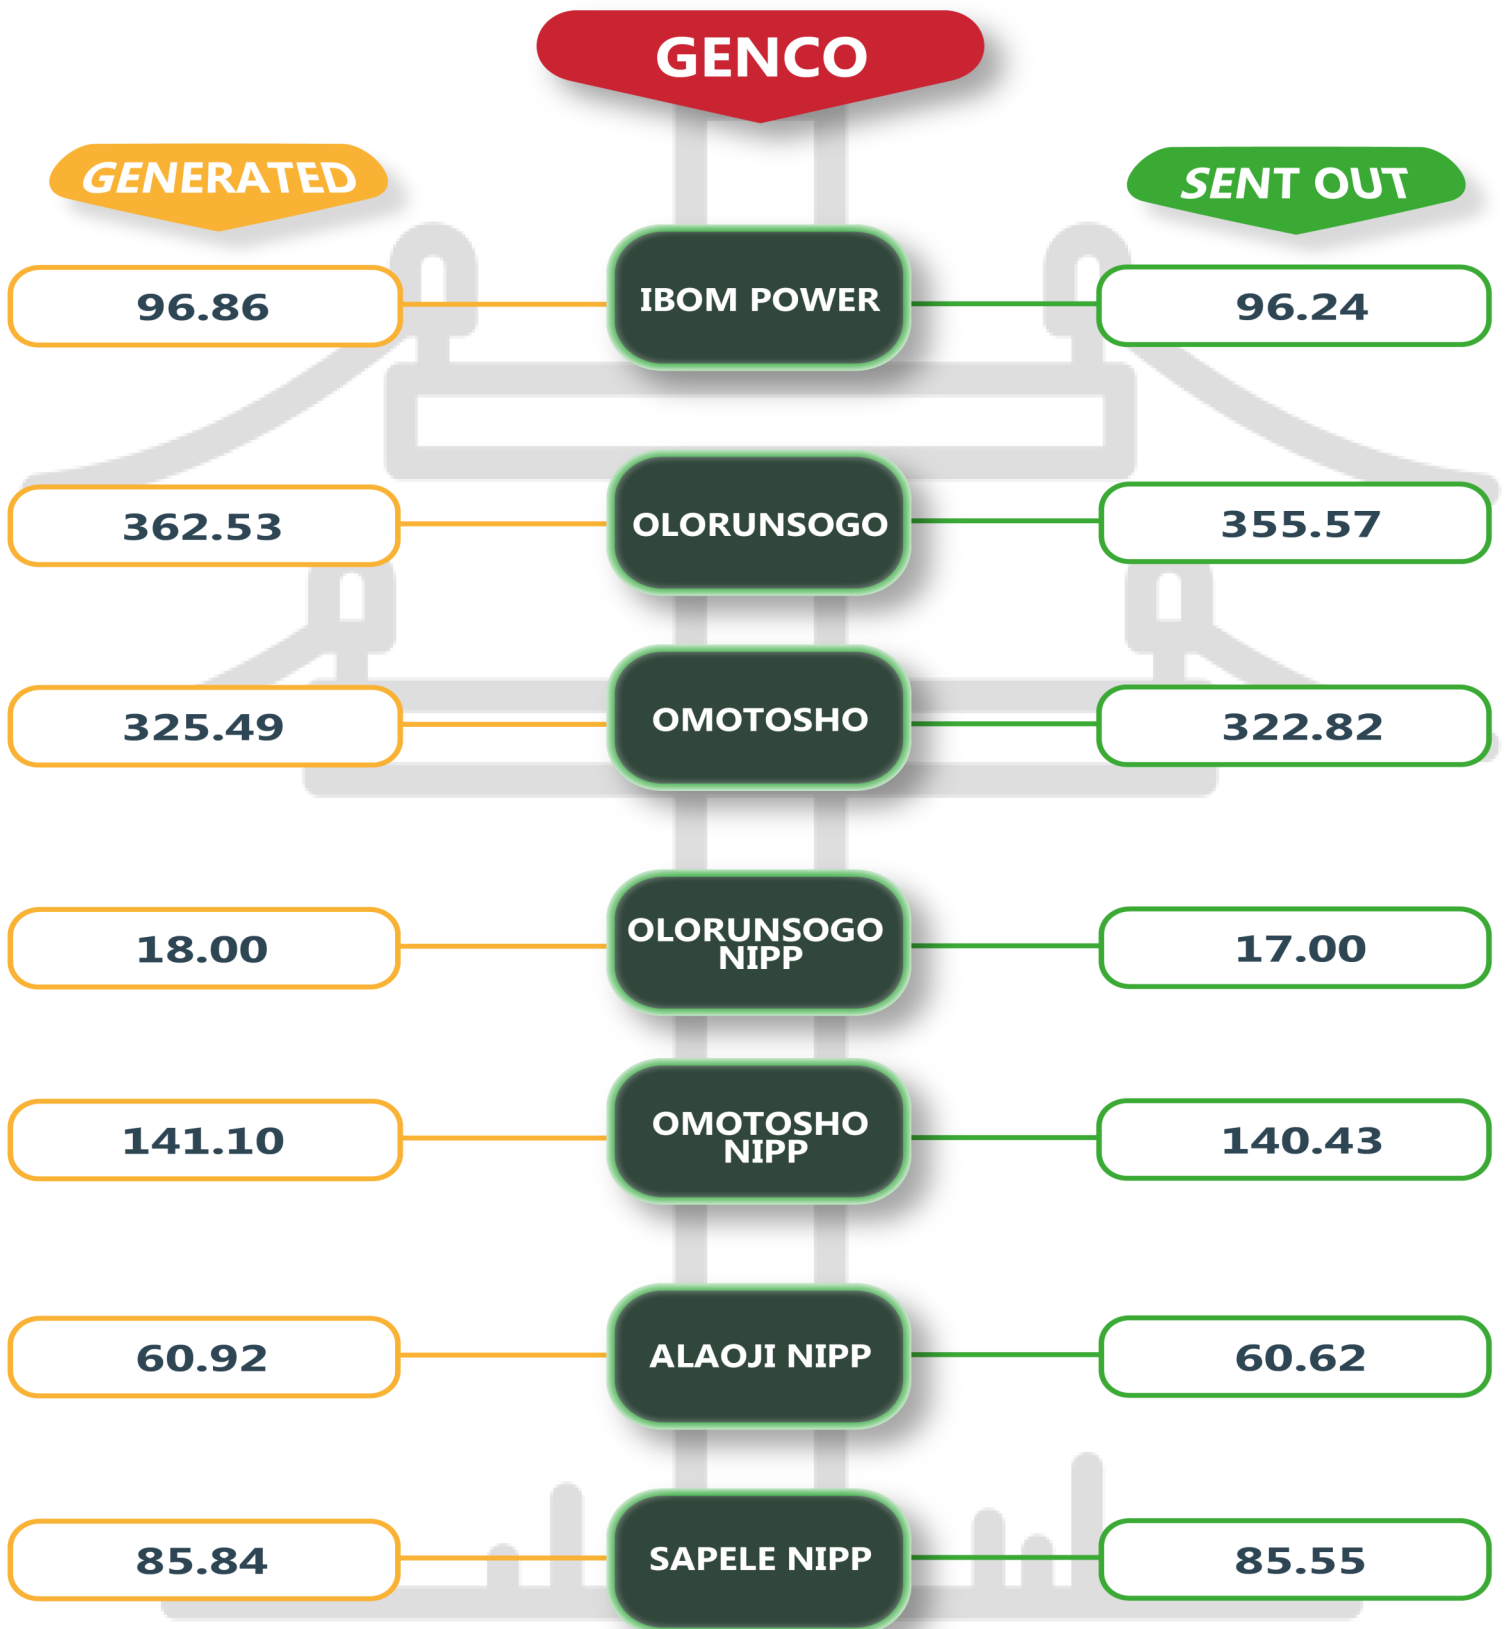 GENCO
GENERATED
SENT OUT
96.86
IBOM POWER
96.24
362.53
OLORUNSOGO
355.57
325.49
OMOTOSHO
322.82
18.00
OLORUNSOGO
NIPP
17.00
141.10
OMOTOSHO
NIPP
140.43
60.92
ALAOJI NIPP
60.62
85.84
SAPELE NIPP
85.55